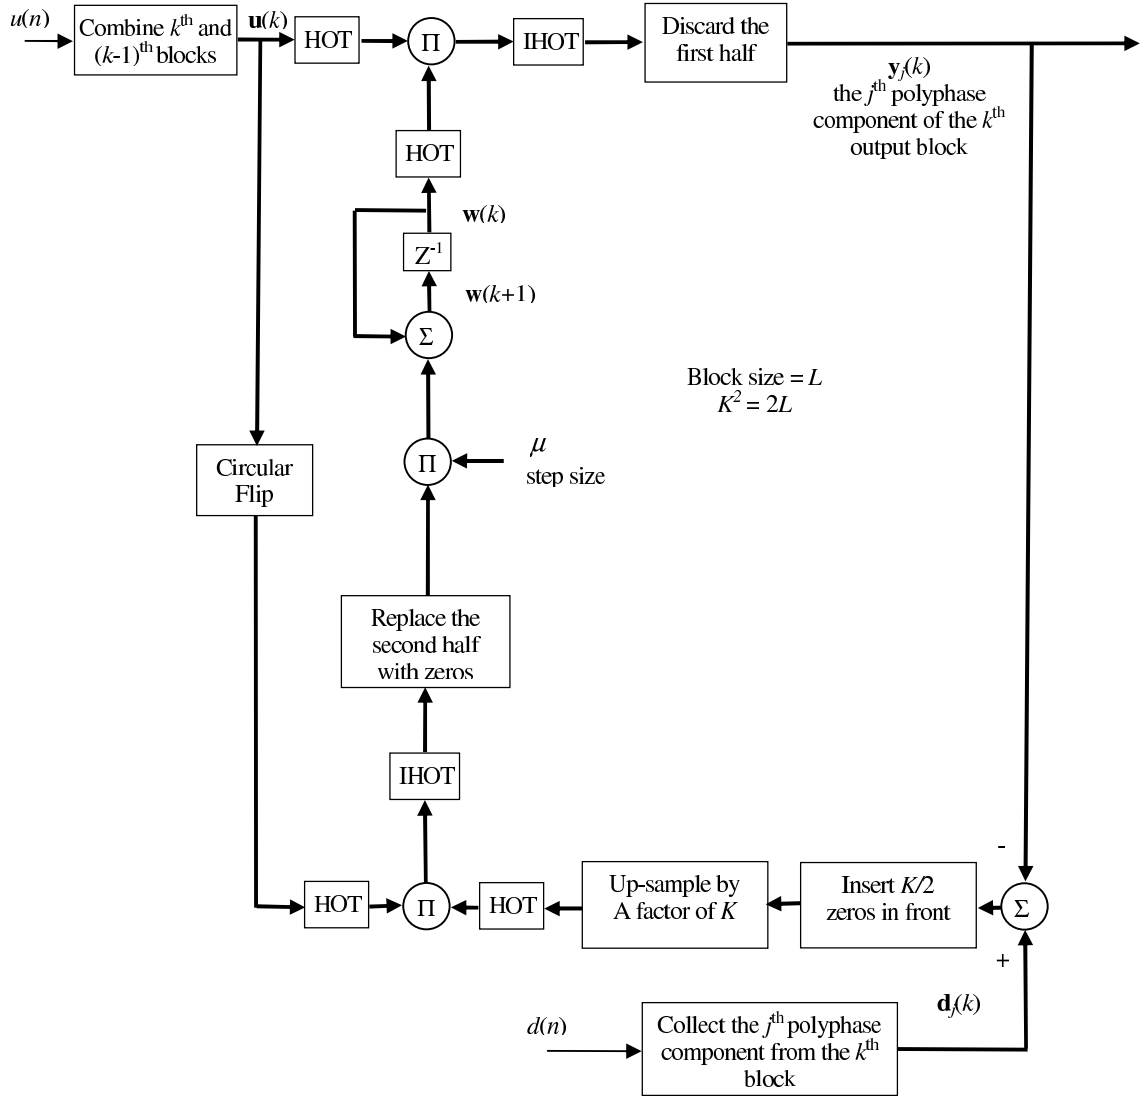 u(n)
Combine kth and
(k-1)th blocks
u(k)
HOT
Π
IHOT
Discard the
first half
yj(k)
the jth polyphase
component of the kth
output block
HOT
w(k)
Z-1
w(k+1)
Σ
Block size = L
K2 = 2L
Circular
Flip
Π
μ
step size
Replace the
second half
with zeros
IHOT
-
HOT
Π
HOT
Up-sample by
A factor of K
Insert K/2
zeros in front
Σ
+
dj(k)
d(n)
Collect the jth polyphase
component from the kth
block